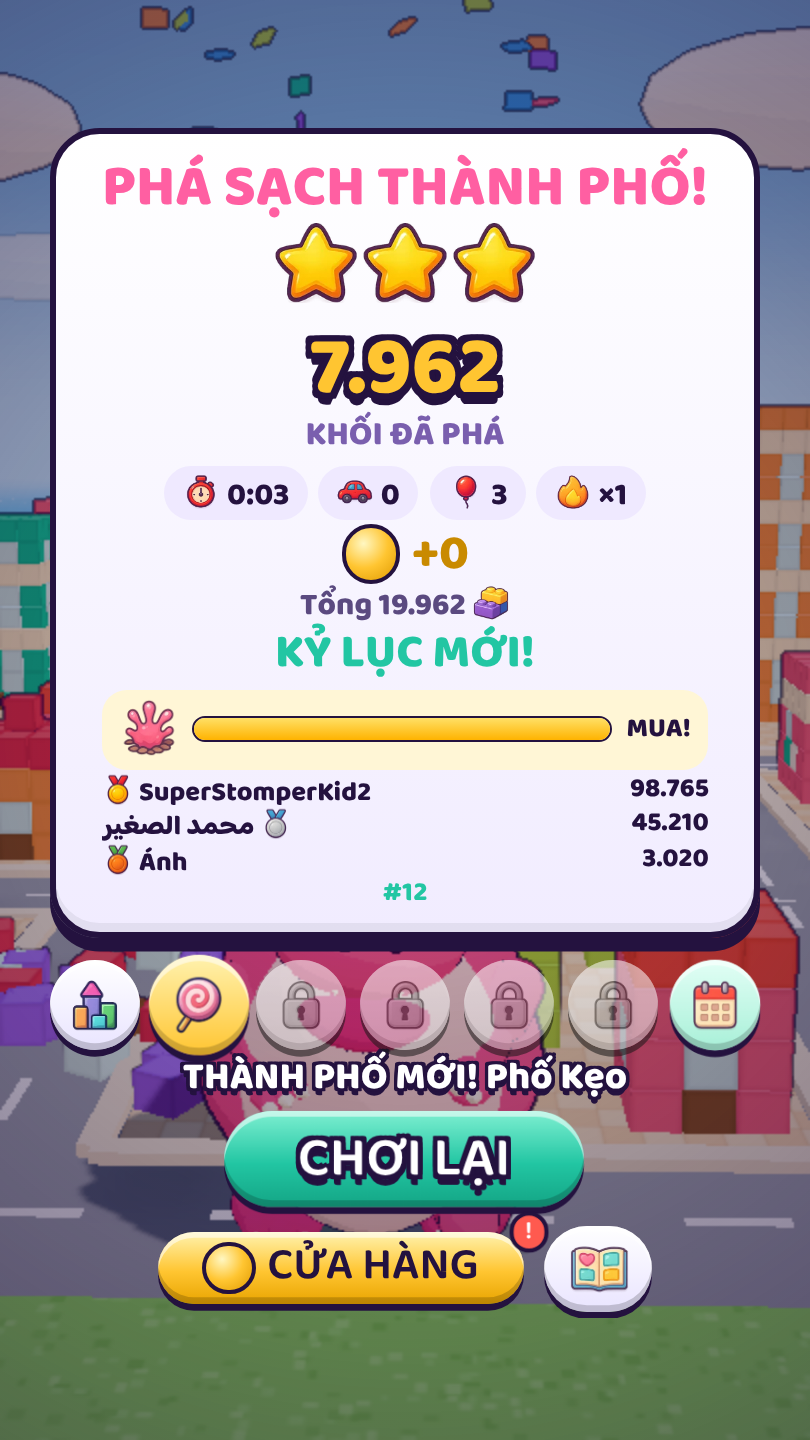 PHÁ SẠCH THÀNH PHỐ!
7.962
KHỐI ĐÃ PHÁ
0:03 0 3 ×1
+0
Tổng 19.962
KỶ LỤC MỚI!
MUA!
SuperStomperKid2 98.765
محمد الصغير 45.210
Ánh 3.020
#12
THÀNH PHỐ MỚI! Phố Kẹo
CHƠI LẠI
!
CỬA HÀNG